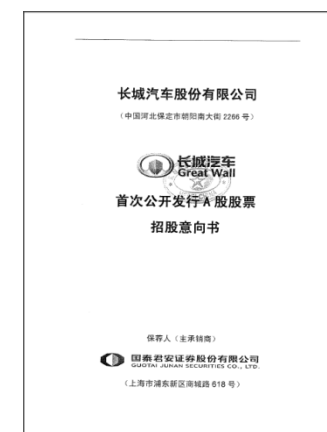 长城汽车股份有限公司
（中国河北保定市朝阳南大街 2266 号）
长城汽车
Great Wall
首次公开发行 A 股股票
招股意向书
保荐人（主承销商）
国泰君安证券股份有限公司
GUOTAI JUNAN SECURITIES CO., LTD.
（上海市浦东新区商城路 618 号）